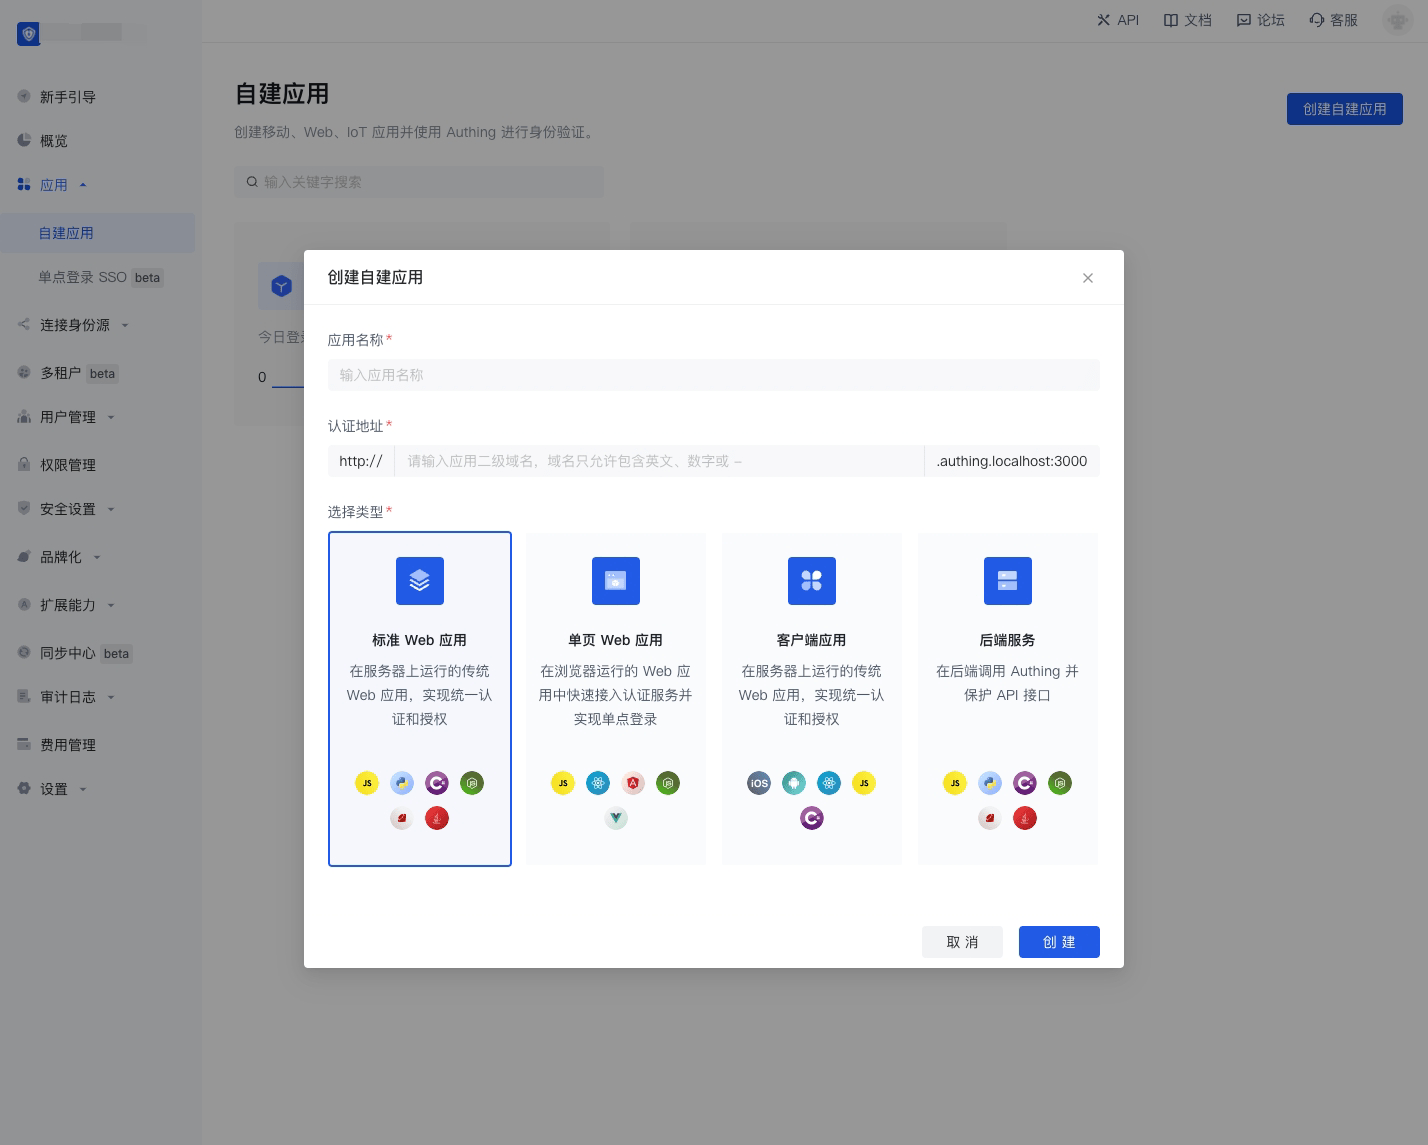 API
文档
论坛
客服
新手引导
概览
应用
自建应用
单点登录 SSO beta
连接身份源
多租户 beta
用户管理
权限管理
安全设置
品牌化
扩展能力
同步中心 beta
审计日志
费用管理
设置
自建应用
创建移动、Web、IoT 应用并使用 Authing 进行身份验证。
创建自建应用
输入关键字搜索
今日登
0
创建自建应用
应用名称*
输入应用名称
认证地址*
http://
请输入应用二级域名，域名只允许包含英文、数字或 –
.authing.localhost:3000
选择类型*
标准 Web 应用
在服务器上运行的传统
Web 应用，实现统一认
证和授权
JS
单页 Web 应用
在浏览器运行的 Web 应
用中快速接入认证服务并
实现单点登录
JS
客户端应用
在服务器上运行的传统
Web 应用，实现统一认
证和授权
iOS
JS
后端服务
在后端调用 Authing 并
保护 API 接口
JS
取 消
创 建